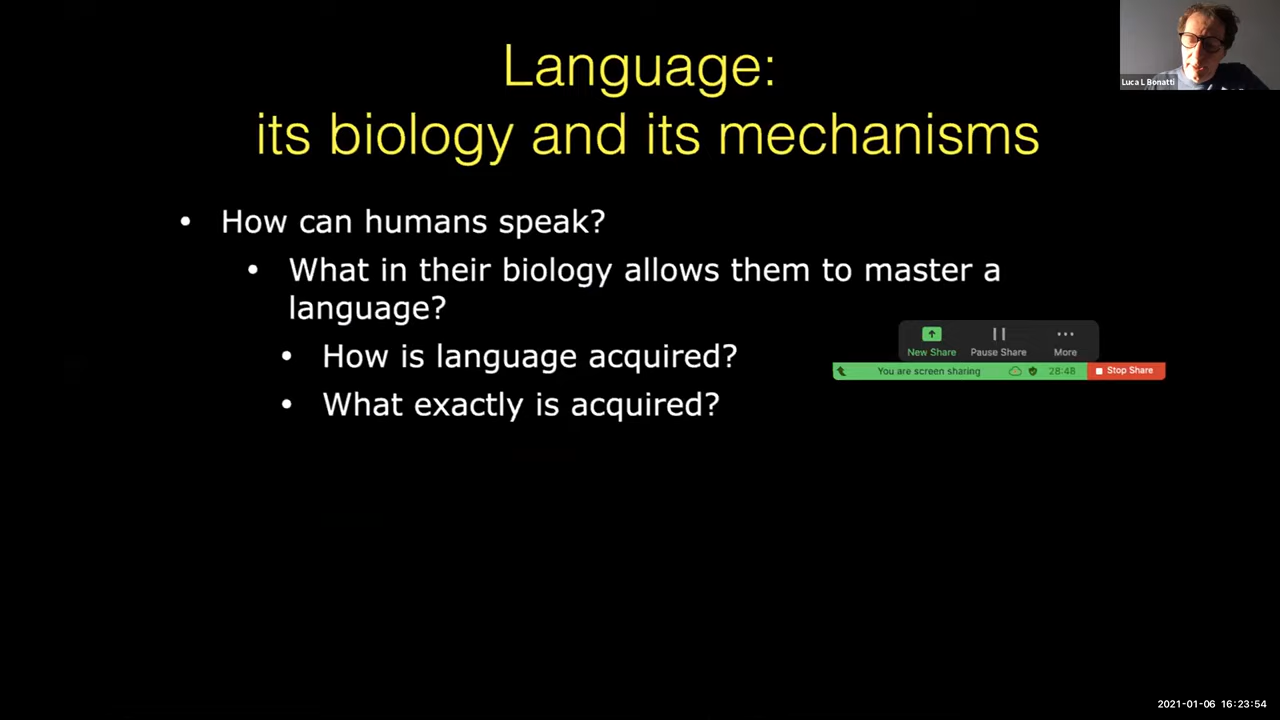 Language:
its biology and its mechanisms
Luca L Bonatti
• How can humans speak?
• What in their biology allows them to master a
language?
• How is language acquired?
• What exactly is acquired?
New Share
Pause Share
More
You are screen sharing
28:48
Stop Share
2021-01-06 16:23:54